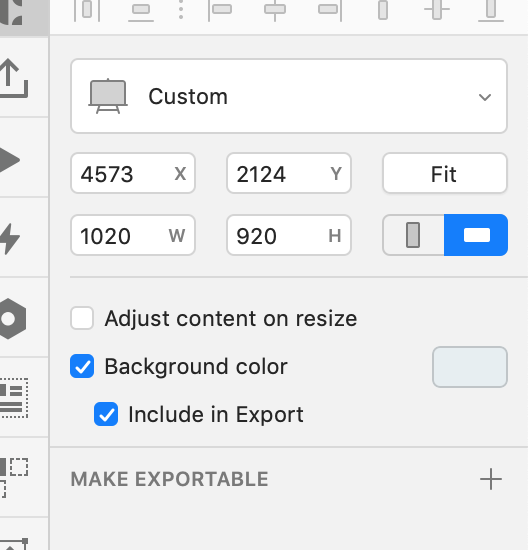 Custom
4573 X 2124 Y Fit
1020 W 920 H
Adjust content on resize
Background color
Include in Export
MAKE EXPORTABLE